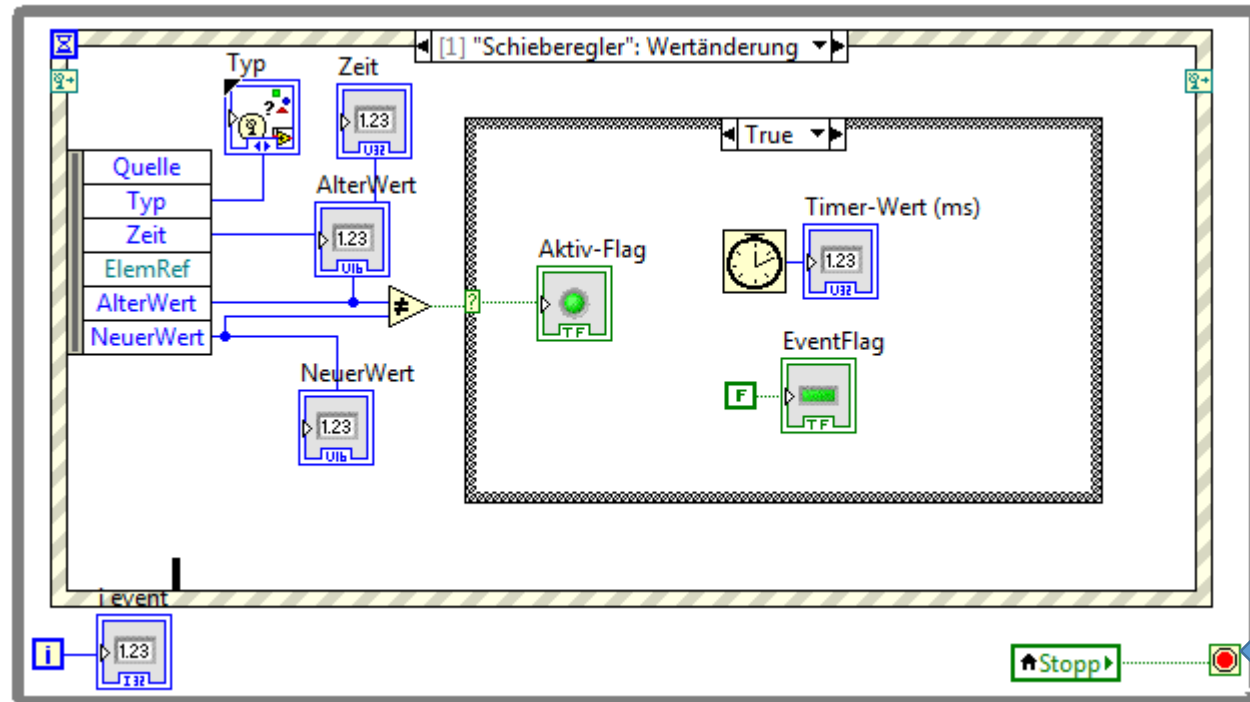 [1] "Schieberegler": Wertänderung
Typ
Zeit
1.23
U32
True
Quelle
Typ
Zeit
ElemRef
AlterWert
NeuerWert
AlterWert
1.23
U16
Timer-Wert (ms)
1.23
U32
Aktiv-Flag
TF
?
EventFlag
F
TF
NeuerWert
1.23
U16
i event
i
1.23
I32
Stopp